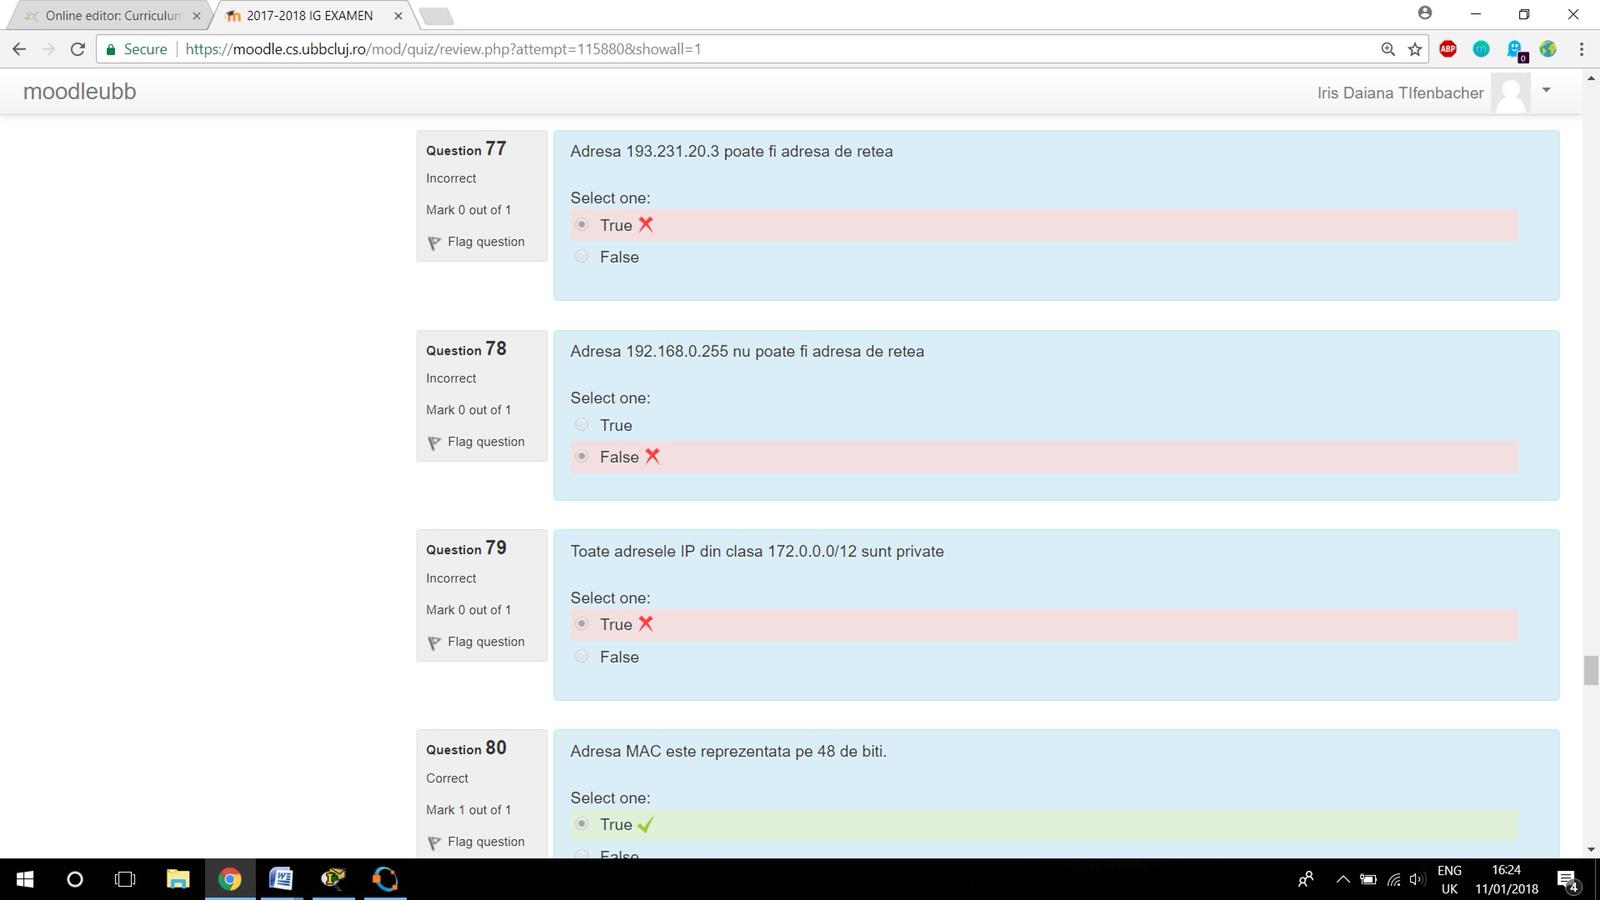 Online editor: Curriculum
2017-2018 IG EXAMEN
Secure
https://moodle.cs.ubbcluj.ro/mod/quiz/review.php?attempt=115880&showall=1
ABP
m
0
moodleubb
Iris Daiana TIfenbacher
Question 77
Incorrect
Mark 0 out of 1
Flag question
Adresa 193.231.20.3 poate fi adresa de retea
Select one:
True
False
Question 78
Incorrect
Mark 0 out of 1
Flag question
Adresa 192.168.0.255 nu poate fi adresa de retea
Select one:
True
False
Question 79
Incorrect
Mark 0 out of 1
Flag question
Toate adresele IP din clasa 172.0.0.0/12 sunt private
Select one:
True
False
Question 80
Correct
Mark 1 out of 1
Flag question
Adresa MAC este reprezentata pe 48 de biti.
Select one:
True
False
ENG
UK
16:24
11/01/2018
4